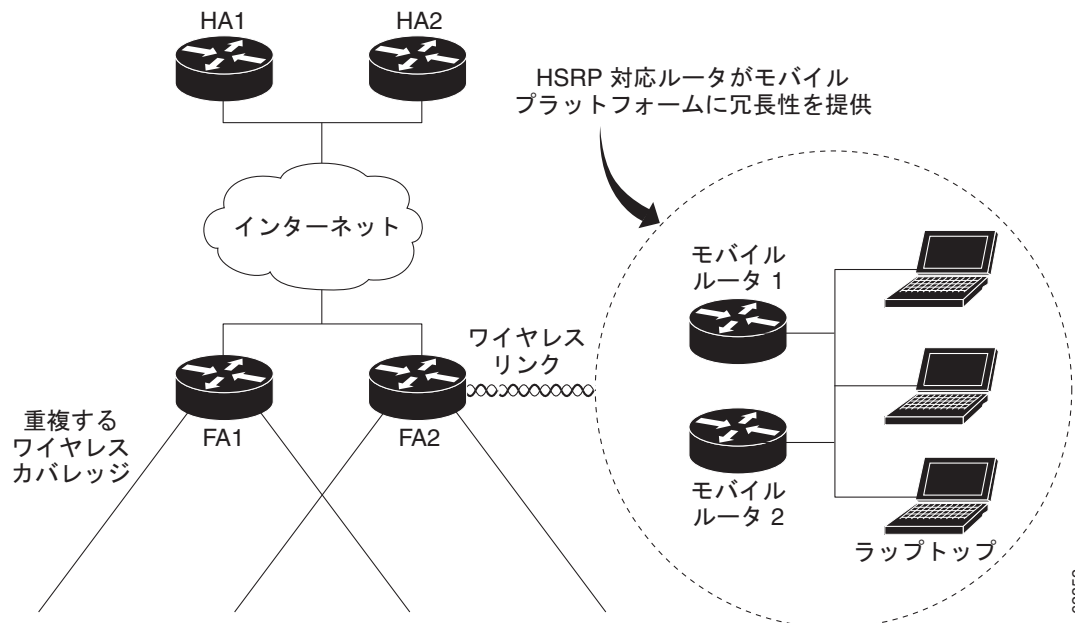 HA1
HA2
HSRP 対応ルータがモバイル
プラットフォームに冗長性を提供
インターネット
モバイル
ルータ 1
ワイヤレス
リンク
重複する
ワイヤレス
カバレッジ
FA1
FA2
モバイル
ルータ 2
ラップトップ